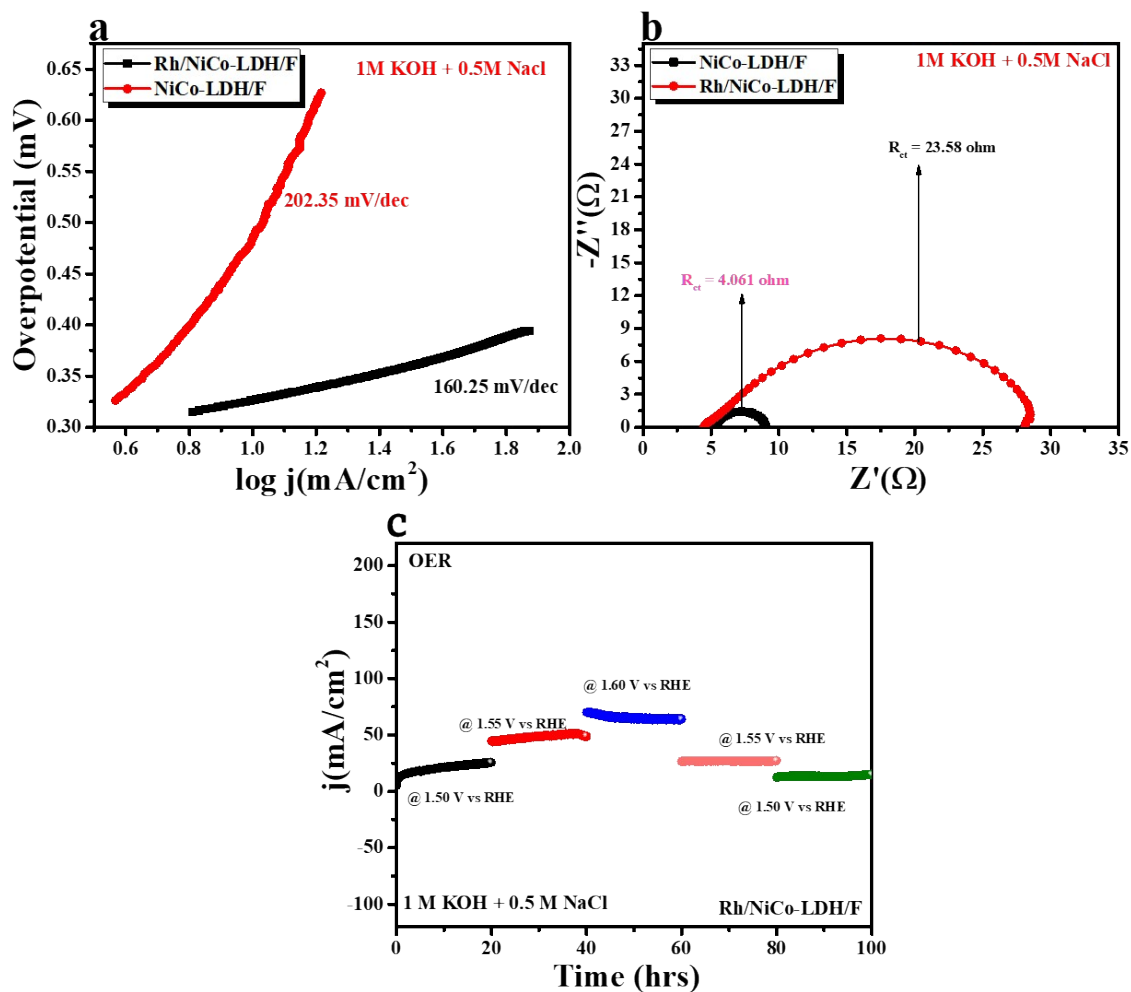 a
Rh/NiCo-LDH/F
NiCo-LDH/F
1M KOH + 0.5M Nacl
202.35 mV/dec
160.25 mV/dec
Overpotential (mV)
0.65
0.60
0.55
0.50
0.45
0.40
0.35
0.30
0.6 0.8 1.0 1.2 1.4 1.6 1.8 2.0
log j(mA/cm²)
b
NiCo-LDH/F
Rh/NiCo-LDH/F
1M KOH + 0.5M NaCl
R_ct = 23.58 ohm
R_ct = 4.061 ohm
-Z''(Ω)
33
30
27
24
21
18
15
12
9
6
3
0
0 5 10 15 20 25 30 35
Z'(Ω)
c
OER
@ 1.60 V vs RHE
@ 1.55 V vs RHE
@ 1.55 V vs RHE
@ 1.50 V vs RHE
@ 1.50 V vs RHE
1 M KOH + 0.5 M NaCl
Rh/NiCo-LDH/F
j(mA/cm²)
200
150
100
50
0
-50
-100
0 20 40 60 80 100
Time (hrs)